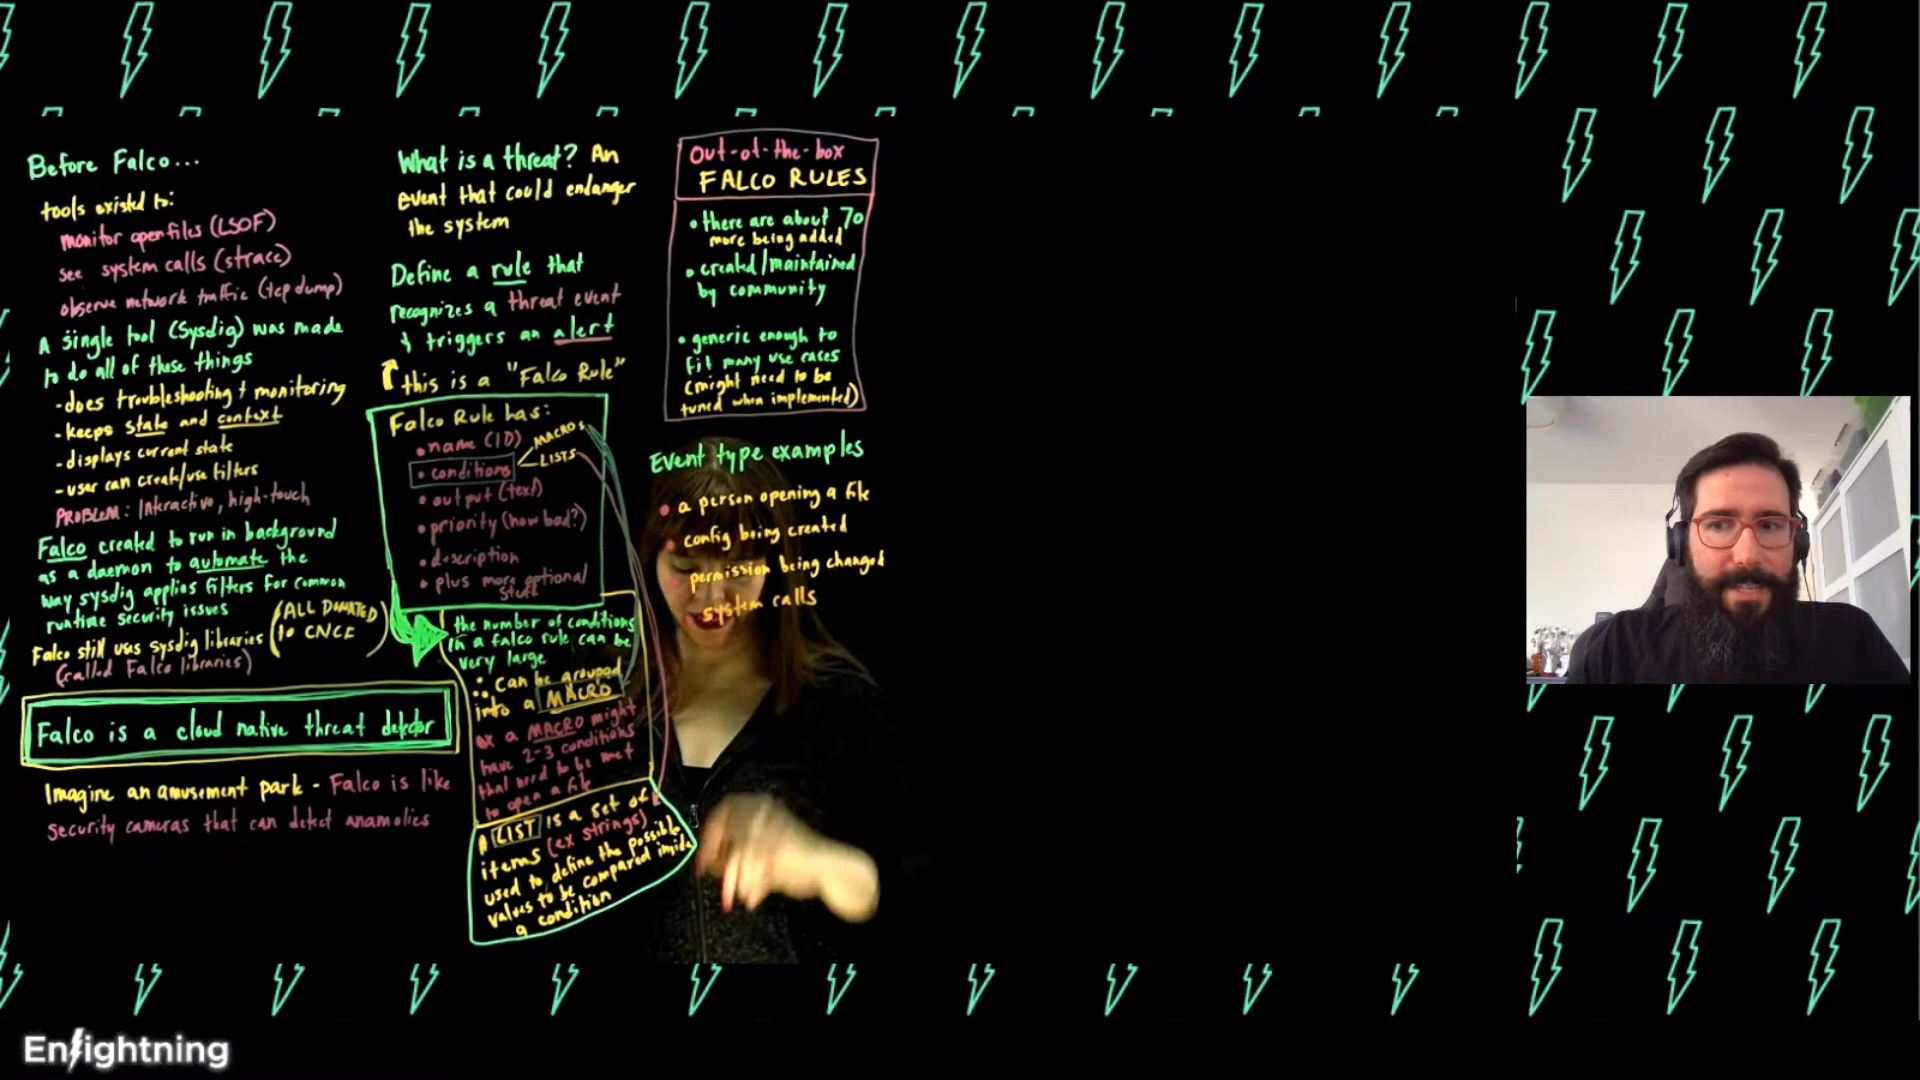 Before Falco...
tools existed to:
monitor open files (LSOF)
see system calls (strace)
observe network traffic (tcp dump)
A single tool (Sysdig) was made
to do all of these things
- does troubleshooting + monitoring
- keeps state and context
- displays current state
- user can create/use filters
PROBLEM: Interactive, high-touch
Falco created to run in background
as a daemon to automate the
way sysdig applies filters for common
runtime security issues
Falco still uses sysdig libraries
(called Falco libraries)
(ALL DONATED
to CNCF)
Falco is a cloud native threat detector
Imagine an amusement park - Falco is like
security cameras that can detect anamolies
What is a threat? An
event that could endanger
the system
Define a rule that
recognizes a threat event
& triggers an alert
this is a "Falco Rule"
Falco Rule has:
• name (ID)
• conditions
MACROS
LISTS
• output (text)
• priority (how bad?)
• description
• plus more optional
stuff
the number of conditions
in a falco rule can be
very large
∴ can be grouped
into a MACRO
ex a MACRO might
have 2-3 conditions
that need to be met
to open a file
A LIST is a set of
items (ex strings)
used to define the possible
values to be compared inside
a condition
Out-of-the-box
FALCO RULES
• there are about 70
more being added
• created/maintained
by community
• generic enough to
fit many use cases
(might need to be
tuned when implemented)
Event type examples
• a person opening a file
• config being created
• permission being changed
system calls
Enlightning